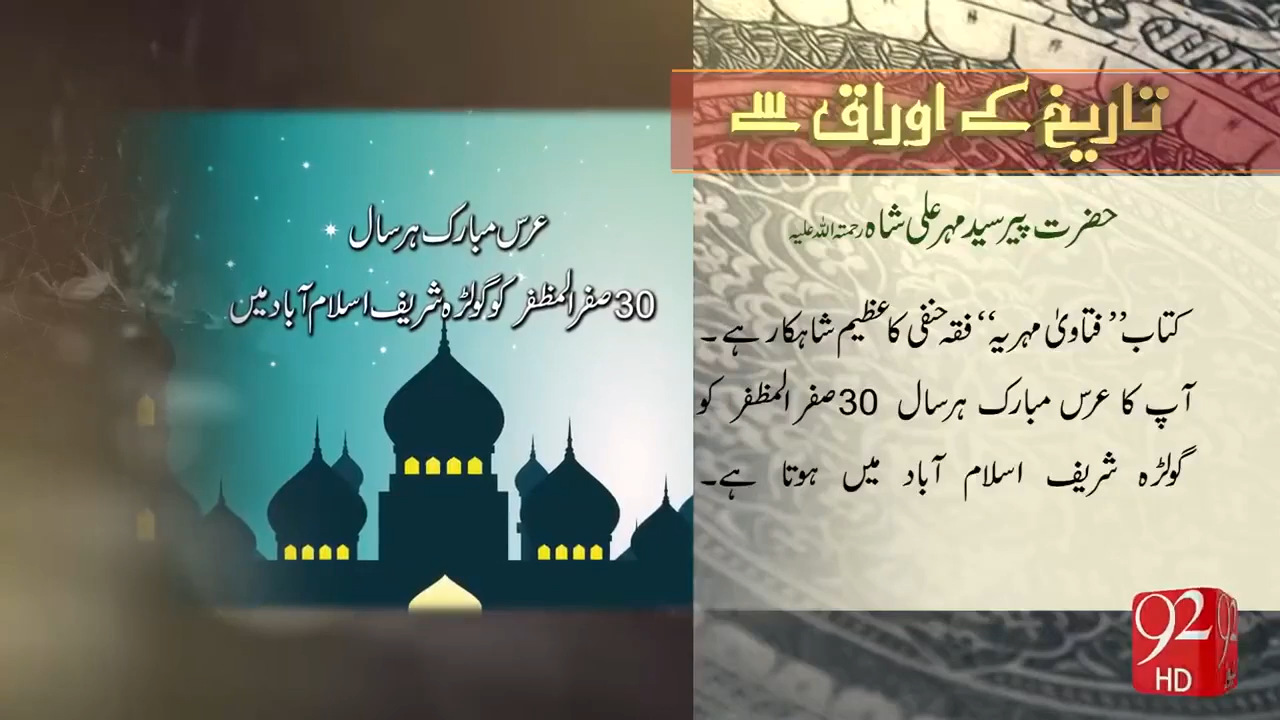 تاریخ کے اوراق سے
حضرت پیر سید مہر علی شاہ رحمتہ اللہ علیہ
کتاب ’’فتاویٰ مہریہ‘‘ فقہ حنفی کا عظیم شاہکار ہے۔
آپ کا عرس مبارک ہر سال 30 صفر المظفر کو
گولڑہ شریف اسلام آباد میں ہوتا ہے۔
عرس مبارک ہر سال
30 صفر المظفر کو گولڑہ شریف اسلام آباد میں
92
HD